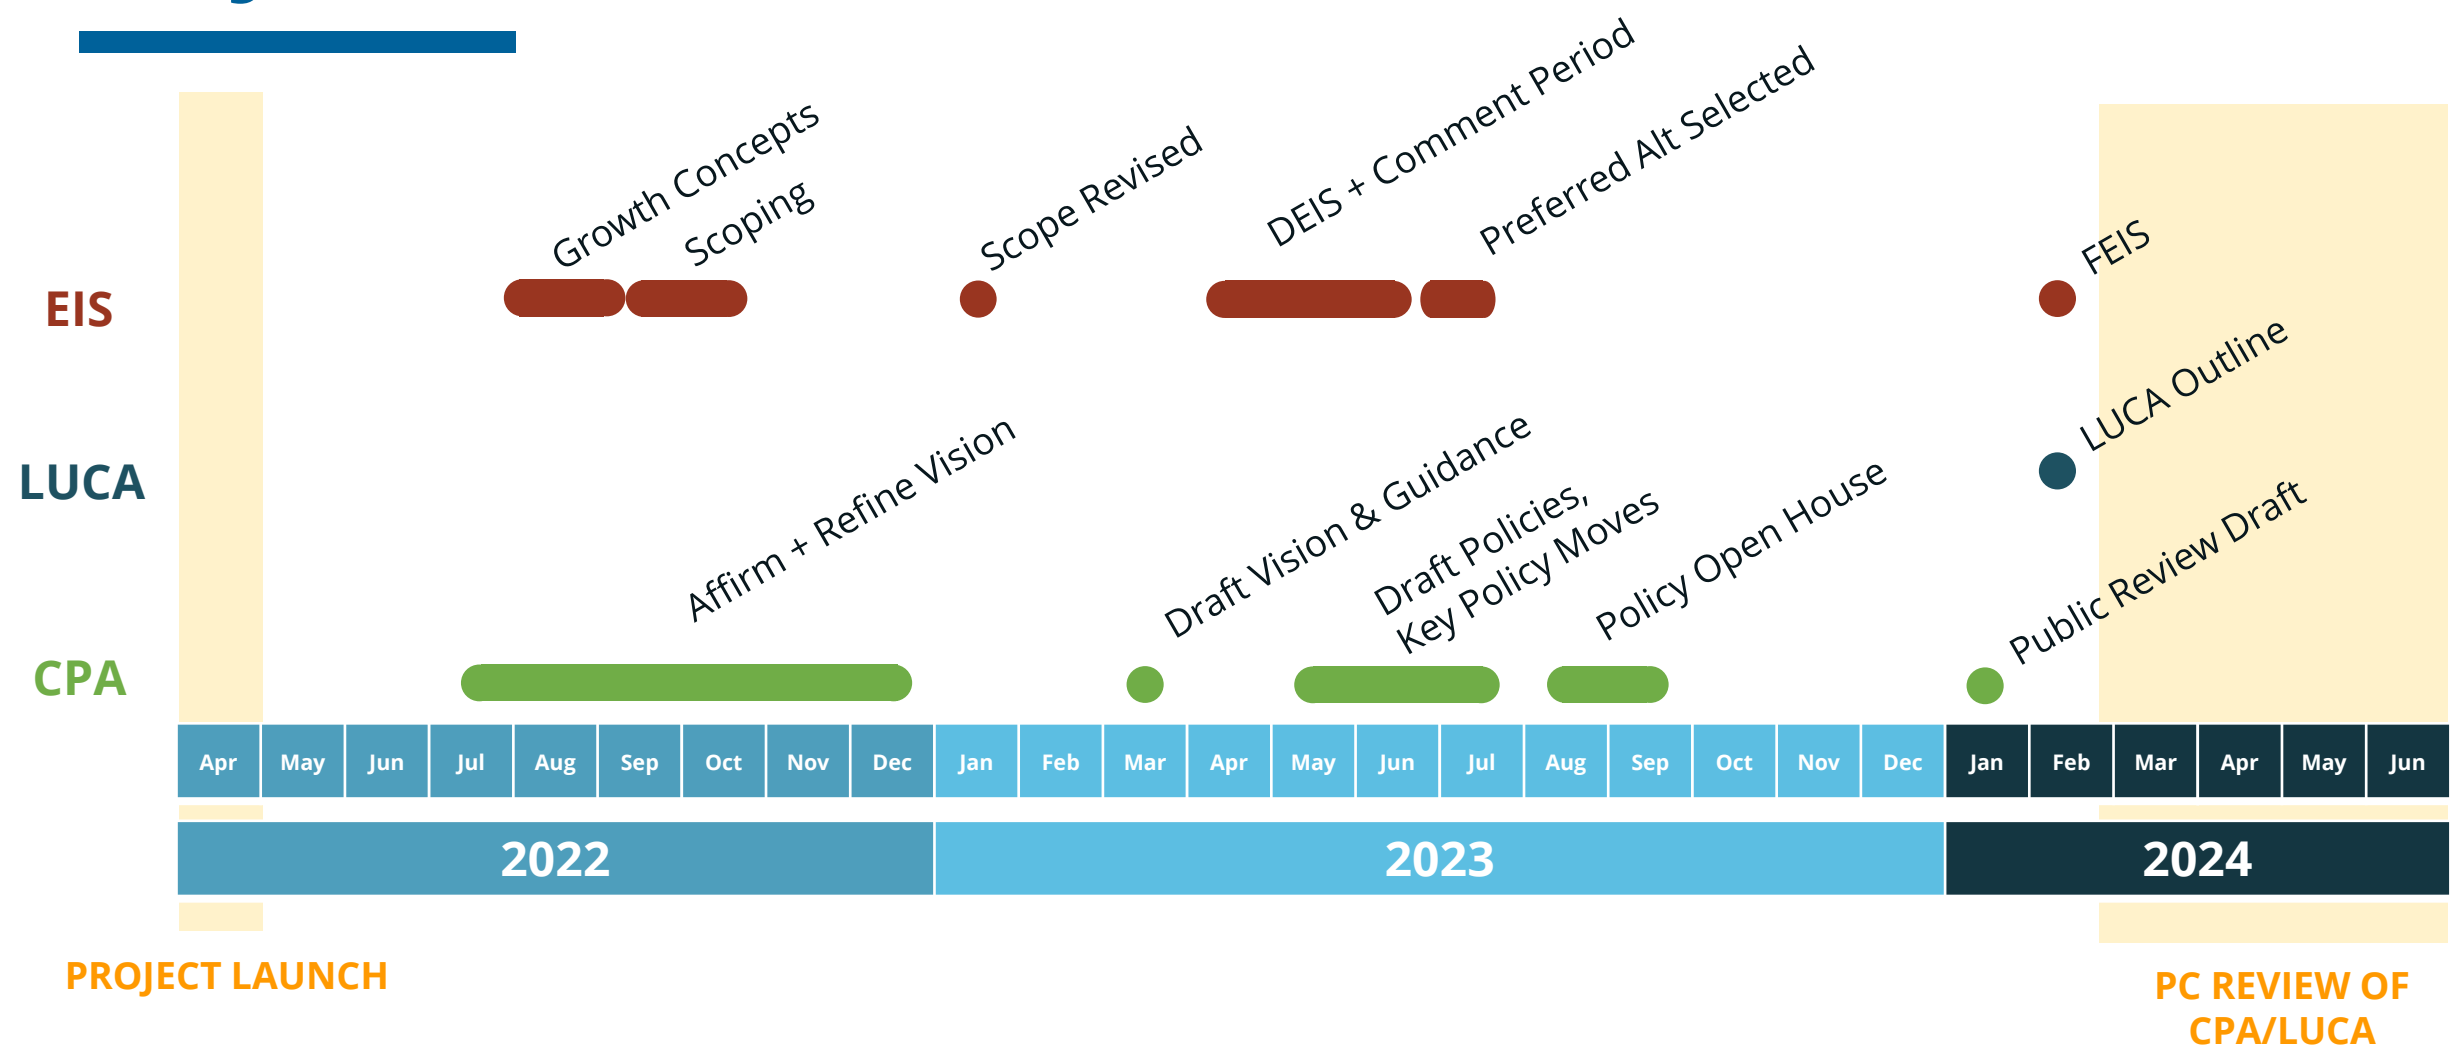 Growth Concepts
Scoping
Scope Revised
DEIS + Comment Period
Preferred Alt Selected
FEIS
EIS
LUCA Outline
LUCA
Affirm + Refine Vision
Draft Vision & Guidance
Draft Policies,
Key Policy Moves
Policy Open House
Public Review Draft
CPA
Apr May Jun Jul Aug Sep Oct Nov Dec Jan Feb Mar Apr May Jun Jul Aug Sep Oct Nov Dec Jan Feb Mar Apr May Jun
2022 2023 2024
PROJECT LAUNCH
PC REVIEW OF
CPA/LUCA